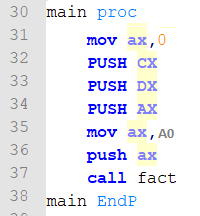 30 main proc
31 mov ax,0
32 PUSH CX
33 PUSH DX
34 PUSH AX
35 mov ax,A0
36 push ax
37 call fact
38 main EndP